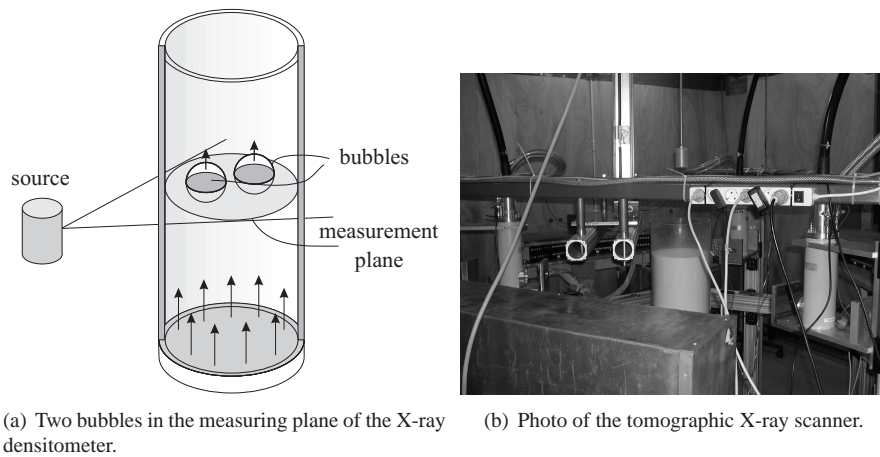 source
bubbles
measurement
plane
(a) Two bubbles in the measuring plane of the X-ray
densitometer.
(b) Photo of the tomographic X-ray scanner.